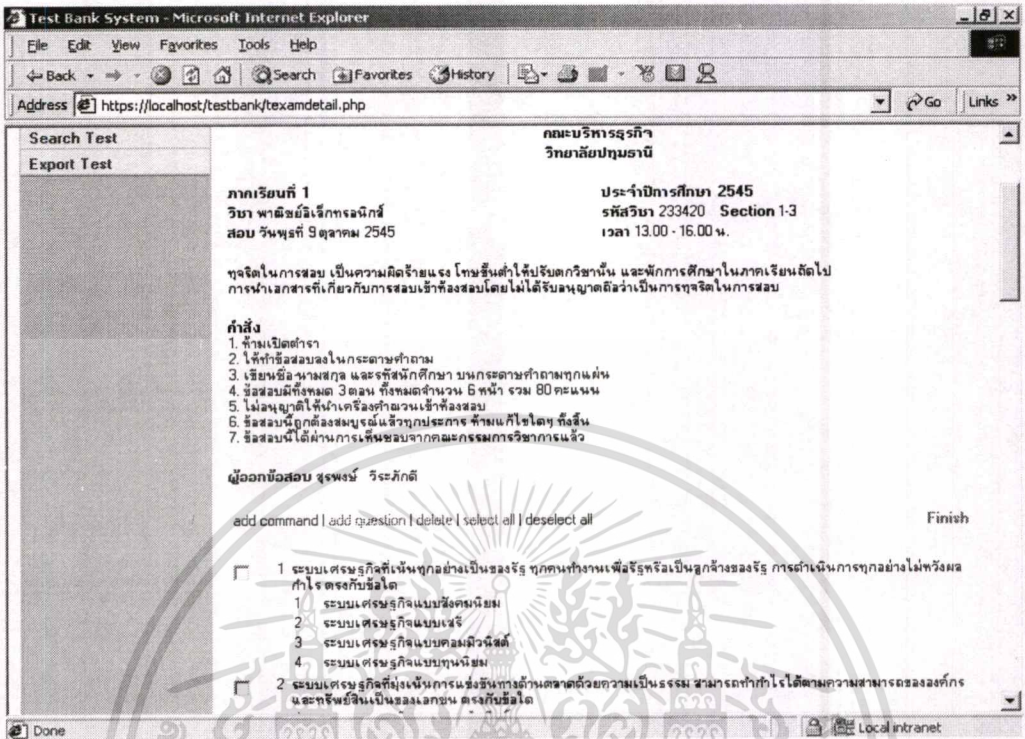 Test Bank System - Microsoft Internet Explorer
File Edit View Favorites Tools Help
Back Search Favorites History
Address https://localhost/testbank/texamdetail.php Go Links »
Search Test
Export Test
คณะบริหารธุรกิจ
วิทยาลัยปทุมธานี
ภาคเรียนที่ 1 ประจำปีการศึกษา 2545
วิชา พาณิชย์อิเล็กทรอนิกส์ รหัสวิชา 233420 Section 1-3
สอบ วันพุธที่ 9 ตุลาคม 2545 เวลา 13.00 - 16.00 น.
ทุจริตในการสอบ เป็นความผิดร้ายแรง โทษขั้นต่ำให้ปรับตกวิชานั้น และพักการศึกษาในภาคเรียนถัดไป
การนำเอกสารที่เกี่ยวกับการสอบเข้าห้องสอบโดยไม่ได้รับอนุญาตถือว่าเป็นการทุจริตในการสอบ
คำสั่ง
1. ห้ามเปิดตำรา
2. ให้ทำข้อสอบลงในกระดาษคำถาม
3. เขียนชื่อ-นามสกุล และรหัสนักศึกษา บนกระดาษคำถามทุกแผ่น
4. ข้อสอบมีทั้งหมด 3 ตอน ทั้งหมดจำนวน 6 หน้า รวม 80 คะแนน
5. ไม่อนุญาติให้นำเครื่องคำณวนเข้าห้องสอบ
6. ข้อสอบนี้ถูกต้องสมบูรณ์แล้วทุกประการ ห้ามแก้ไขใดๆ ทั้งสิ้น
7. ข้อสอบนี้ได้ผ่านการเห็นชอบจากคณะกรรมการวิชาการแล้ว
ผู้ออกข้อสอบ สุรพงษ์ วิระภักดี
add command | add question | delete | select all | deselect all Finish
1 ระบบเศรษฐกิจที่เน้นทุกอย่างเป็นของรัฐ ทุกคนทำงานเพื่อรัฐหรือเป็นลูกจ้างของรัฐ การดำเนินการทุกอย่างไม่หวังผล
กำไร ตรงกับข้อใด
1 ระบบเศรษฐกิจแบบสังคมนิยม
2 ระบบเศรษฐกิจแบบเสรี
3 ระบบเศรษฐกิจแบบคอมมิวนิสต์
4 ระบบเศรษฐกิจแบบทุนนิยม
2 ระบบเศรษฐกิจที่มุ่งเน้นการแข่งขันทางด้านตลาดด้วยความเป็นธรรม สามารถทำกำไรได้ตามความสามารถขององค์กร
และทรัพย์สินเป็นของเอกชน ตรงกับข้อใด
Done Local intranet